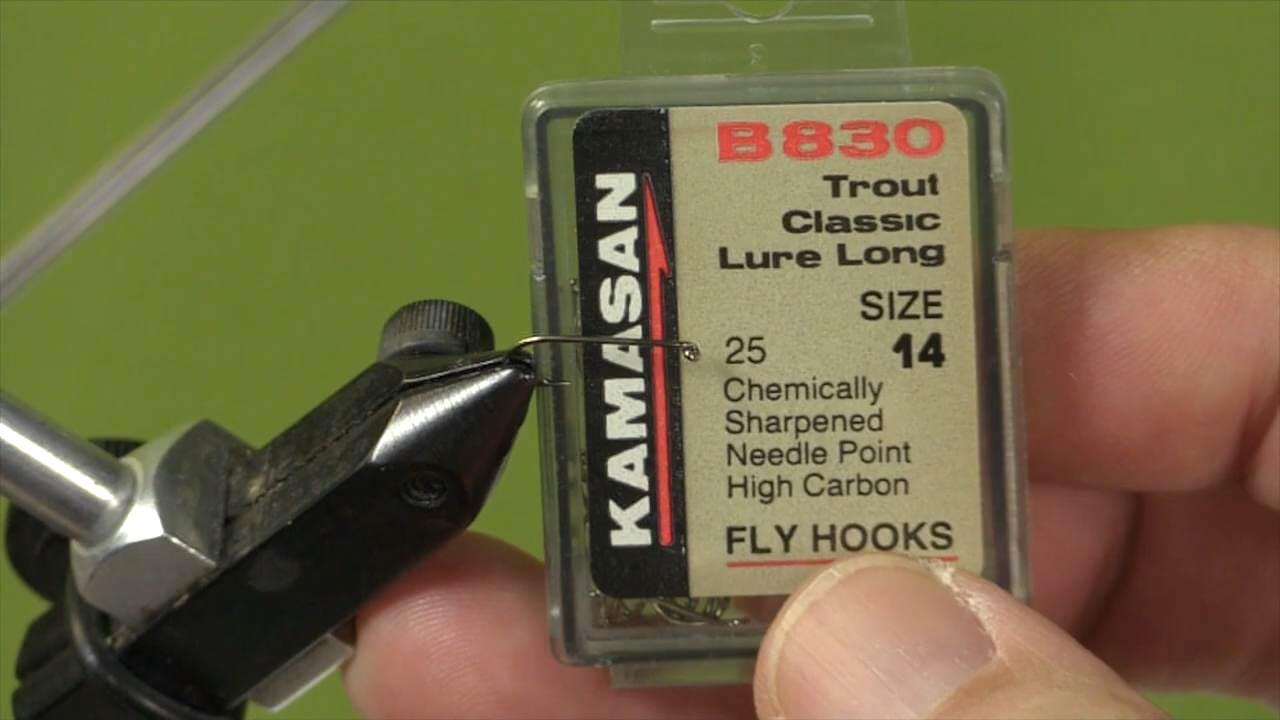 KAMASAN
B830
Trout
Classic
Lure Long
SIZE
25 14
Chemically
Sharpened
Needle Point
High Carbon
FLY HOOKS